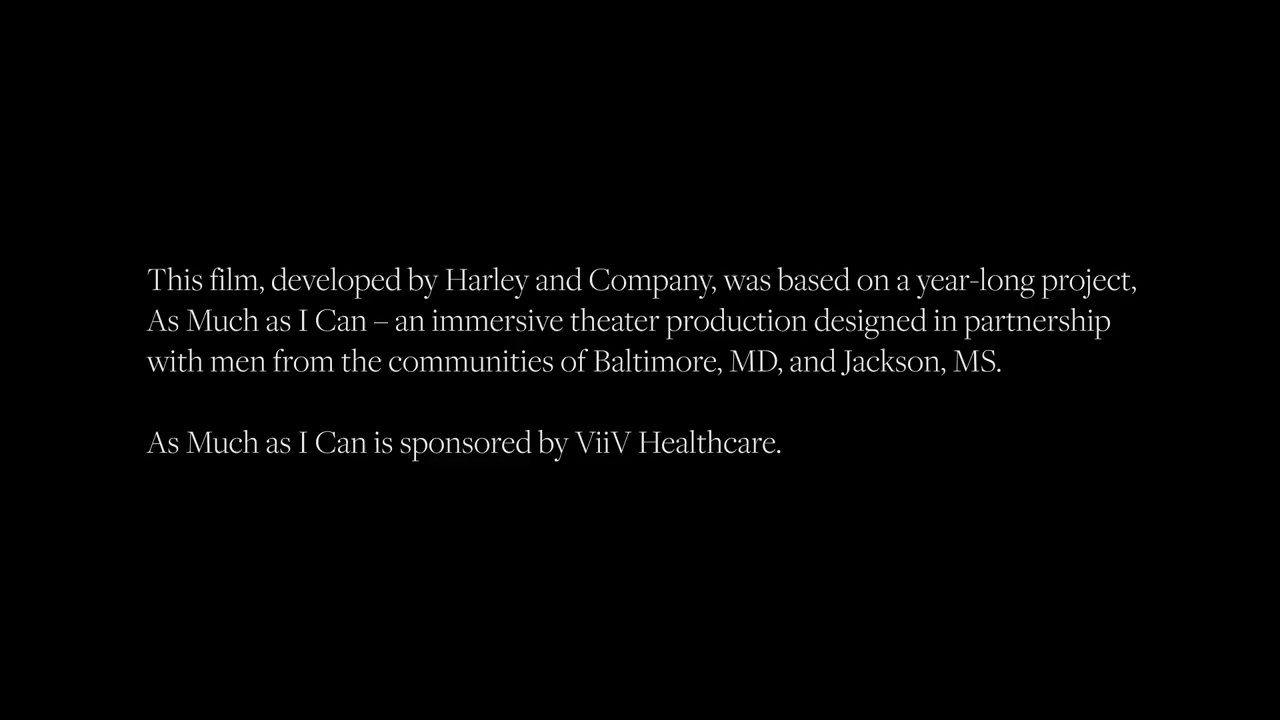 This film, developed by Harley and Company, was based on a year-long project,
As Much as I Can – an immersive theater production designed in partnership
with men from the communities of Baltimore, MD, and Jackson, MS.
As Much as I Can is sponsored by ViiV Healthcare.